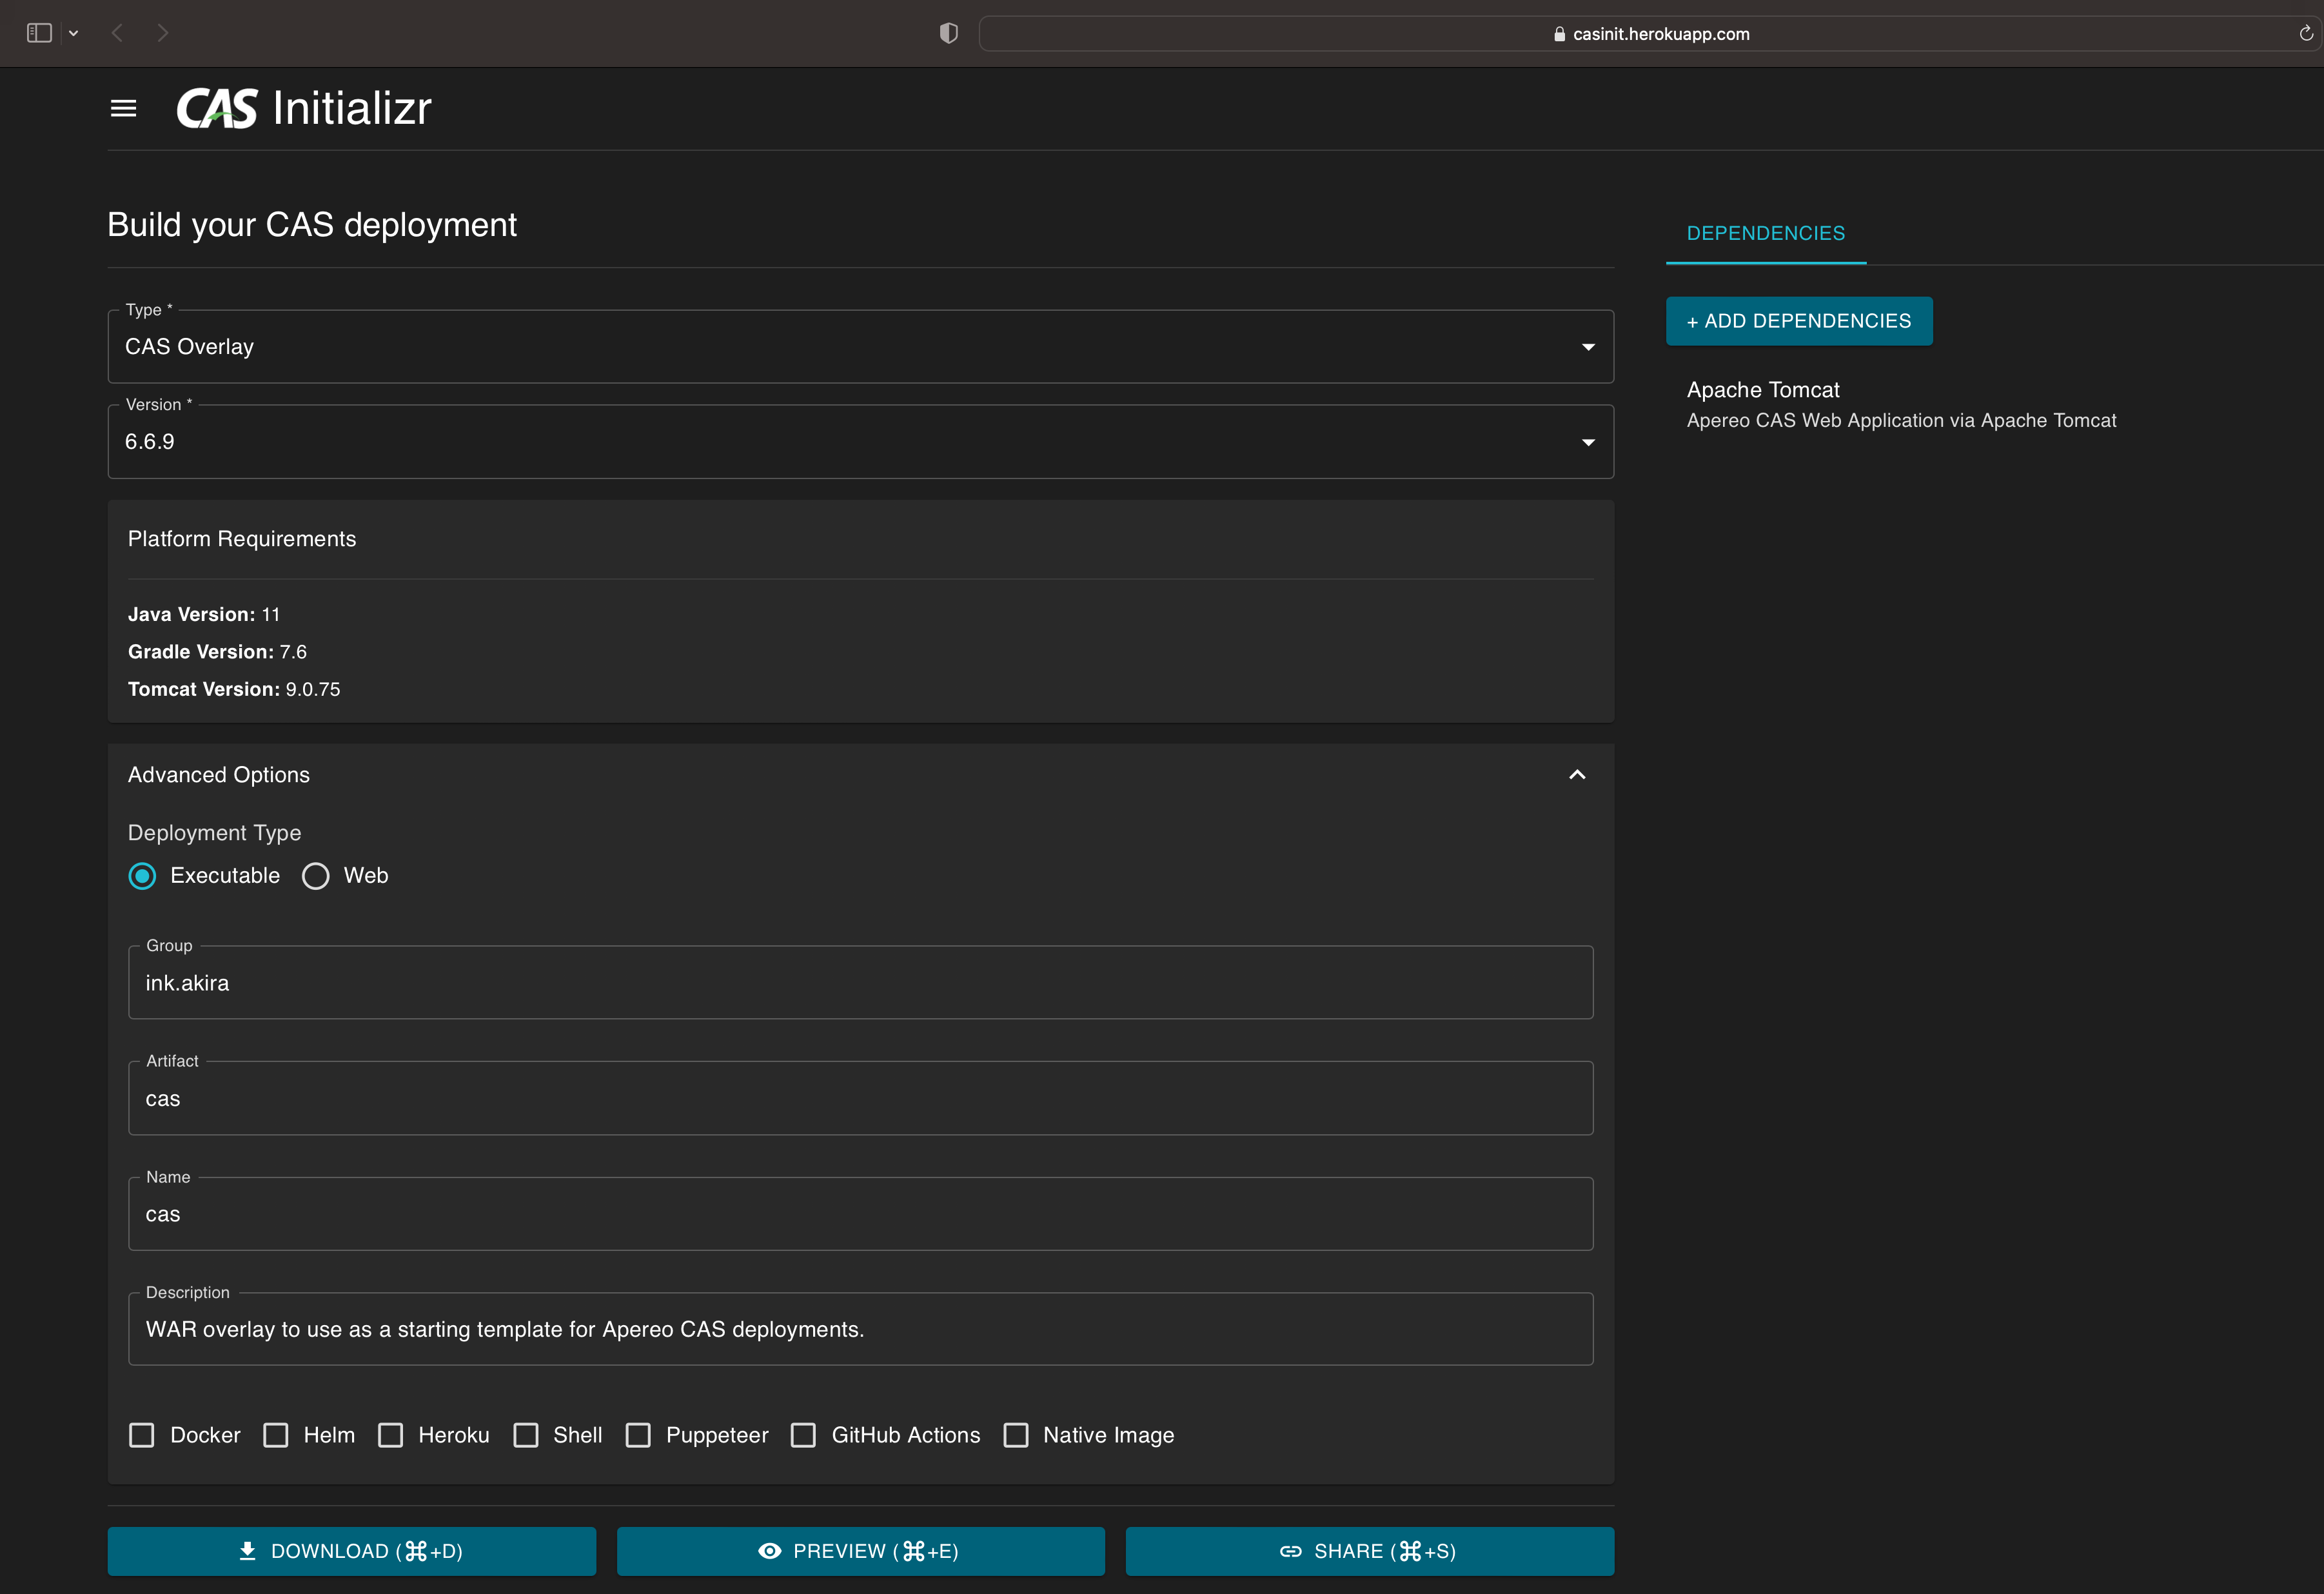 casinit.herokuapp.com
CAS Initializr
Build your CAS deployment
Type *
CAS Overlay
Version *
6.6.9
Platform Requirements
Java Version: 11
Gradle Version: 7.6
Tomcat Version: 9.0.75
Advanced Options
Deployment Type
Executable Web
Group
ink.akira
Artifact
cas
Name
cas
Description
WAR overlay to use as a starting template for Apereo CAS deployments.
Docker Helm Heroku Shell Puppeteer GitHub Actions Native Image
DOWNLOAD (⌘+D) PREVIEW (⌘+E) SHARE (⌘+S)
DEPENDENCIES
+ ADD DEPENDENCIES
Apache Tomcat
Apereo CAS Web Application via Apache Tomcat